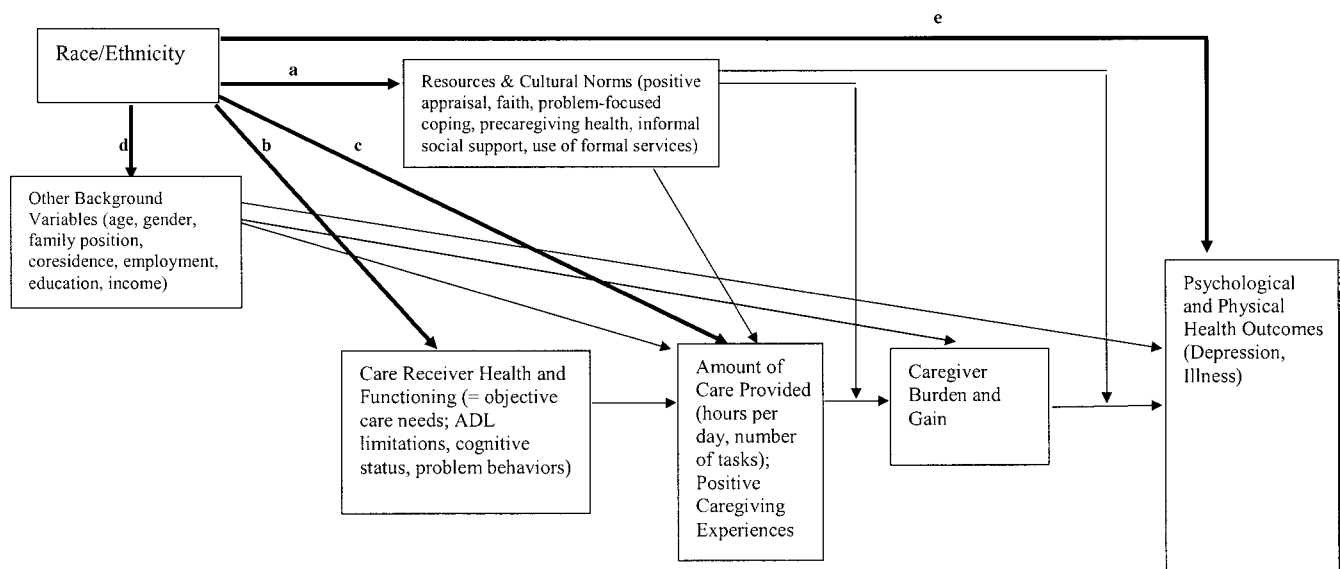 e
Race/Ethnicity
a
Resources & Cultural Norms (positive
appraisal, faith, problem-focused
coping, precaregiving health, informal
social support, use of formal services)
d
b
c
Other Background
Variables (age, gender,
family position,
coresidence, employment,
education, income)
Care Receiver Health and
Functioning (= objective
care needs; ADL
limitations, cognitive
status, problem behaviors)
Amount of
Care Provided
(hours per
day, number
of tasks);
Positive
Caregiving
Experiences
Caregiver
Burden and
Gain
Psychological
and Physical
Health Outcomes
(Depression,
Illness)